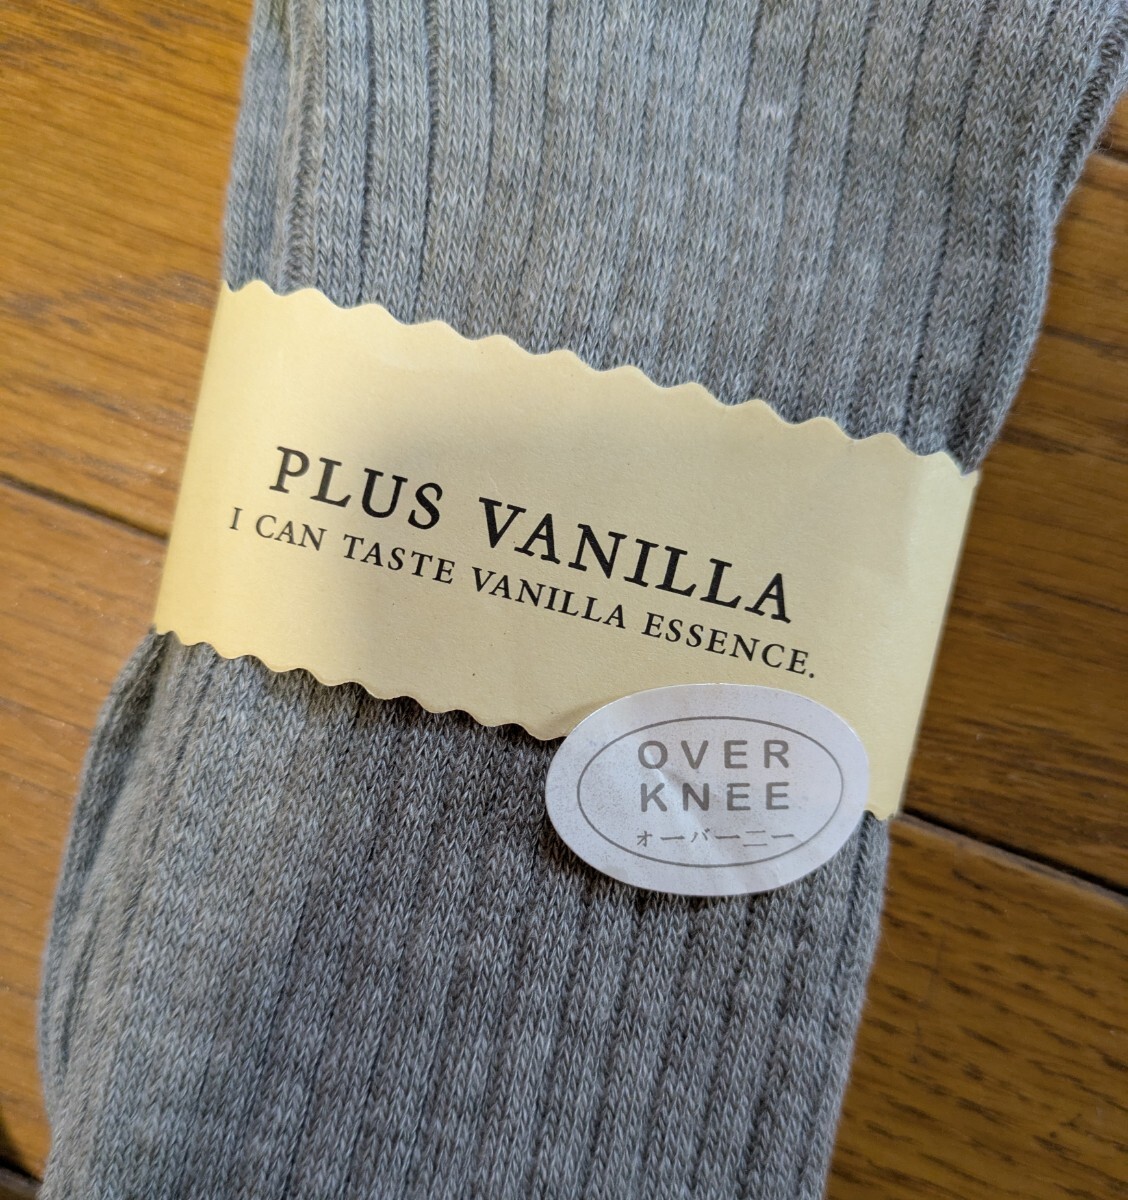 PLUS VANILLA
I CAN TASTE VANILLA ESSENCE.
OVER
KNEE
オーバーニー